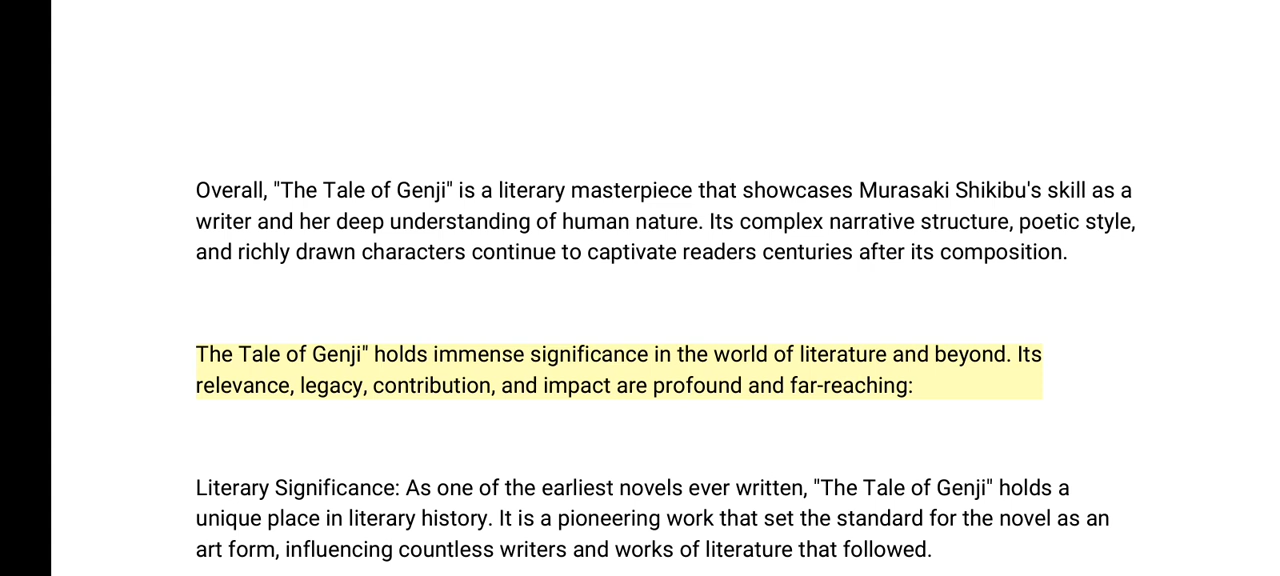 Overall, "The Tale of Genji" is a literary masterpiece that showcases Murasaki Shikibu's skill as a
writer and her deep understanding of human nature. Its complex narrative structure, poetic style,
and richly drawn characters continue to captivate readers centuries after its composition.
The Tale of Genji" holds immense significance in the world of literature and beyond. Its
relevance, legacy, contribution, and impact are profound and far-reaching:
Literary Significance: As one of the earliest novels ever written, "The Tale of Genji" holds a
unique place in literary history. It is a pioneering work that set the standard for the novel as an
art form, influencing countless writers and works of literature that followed.